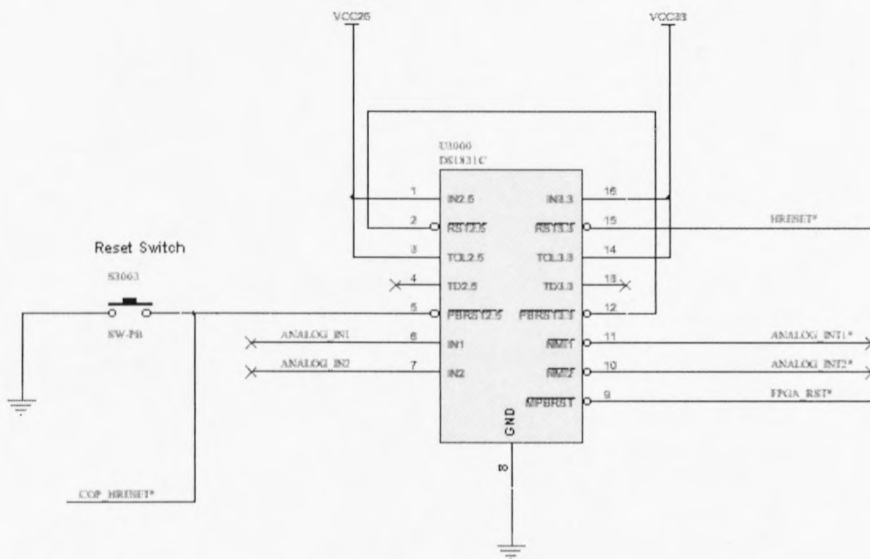 VCC25 VCC33
U3000
DS1831C
1 IN2.5 IN3.3 16
2 RST2.5 RST3.3 15 HRESET*
3 TOL2.5 TOL3.3 14
4 TD2.5 TD3.3 13
5 PBRST2.5 PBRST3.3 12
Reset Switch
S3003
SW-PB
ANALOG_IN1 6 IN1 NMI1 11 ANALOG_INT1*
ANALOG_IN2 7 IN2 NMI2 10 ANALOG_INT2*
MPBRST 9 FPGA_RST*
GND
8
COP_HRESET*